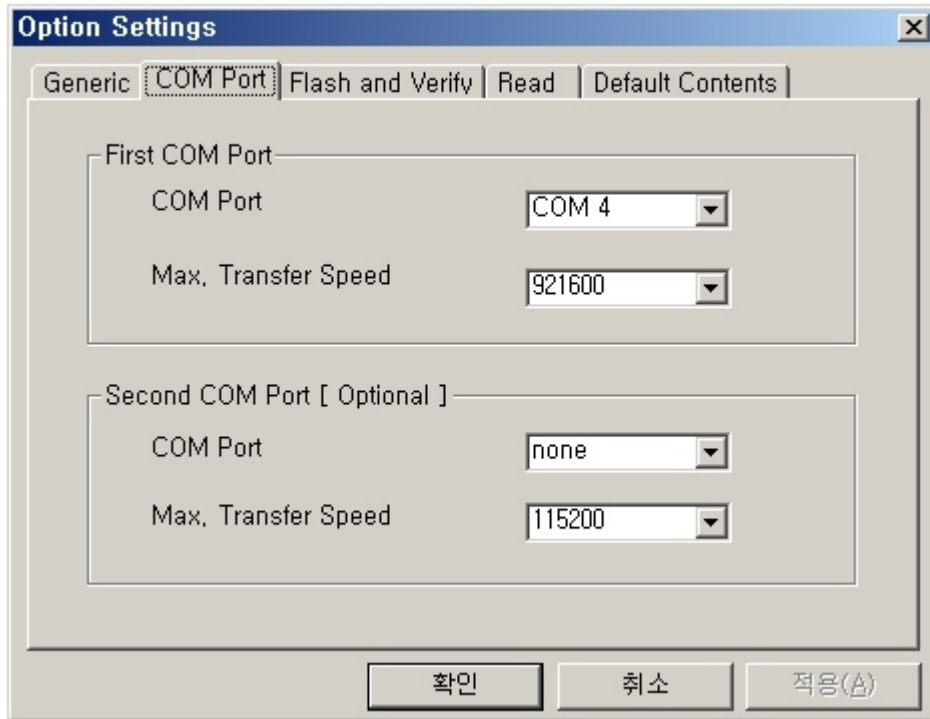 Option Settings
Generic COM Port Flash and Verify Read Default Contents
First COM Port
COM Port COM 4
Max, Transfer Speed 921600
Second COM Port [ Optional ]
COM Port none
Max, Transfer Speed 115200
확인 취소 적용(A)